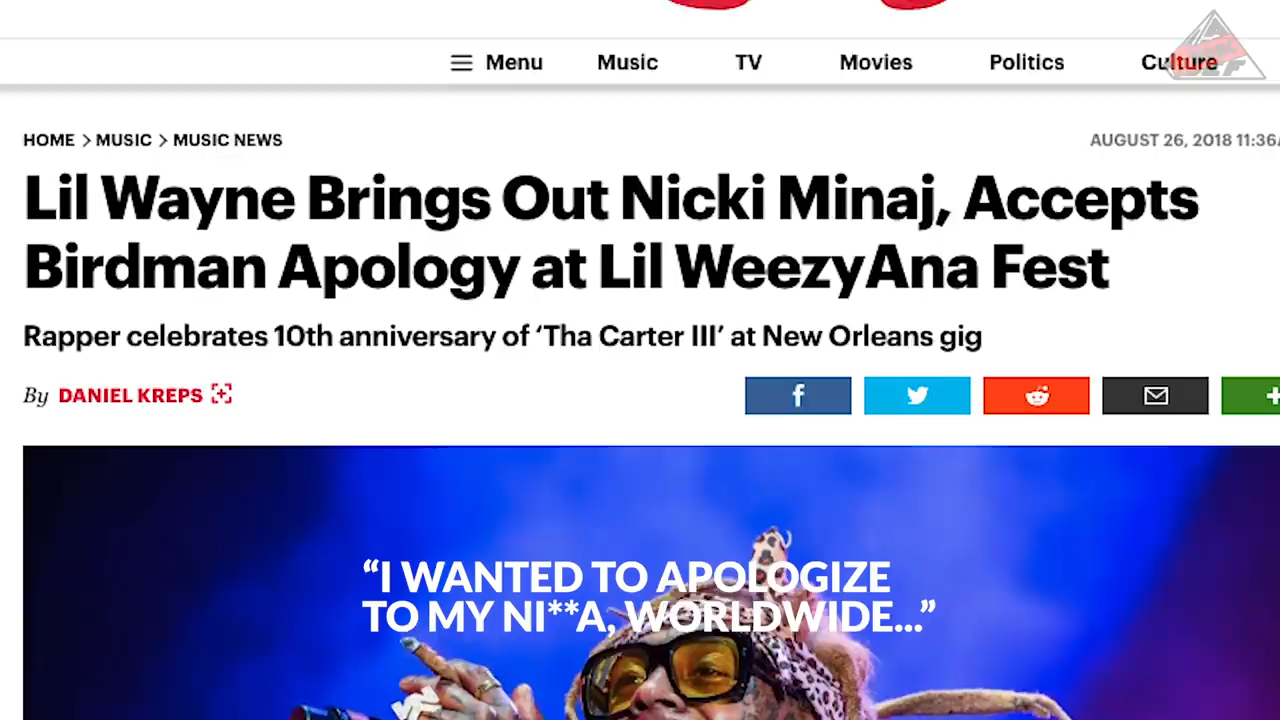 Menu Music TV Movies Politics Culture
HOME > MUSIC > MUSIC NEWS
AUGUST 26, 2018 11:36A
Lil Wayne Brings Out Nicki Minaj, Accepts
Birdman Apology at Lil WeezyAna Fest
Rapper celebrates 10th anniversary of ‘Tha Carter III’ at New Orleans gig
By DANIEL KREPS
“I WANTED TO APOLOGIZE
TO MY NI**A, WORLDWIDE...”